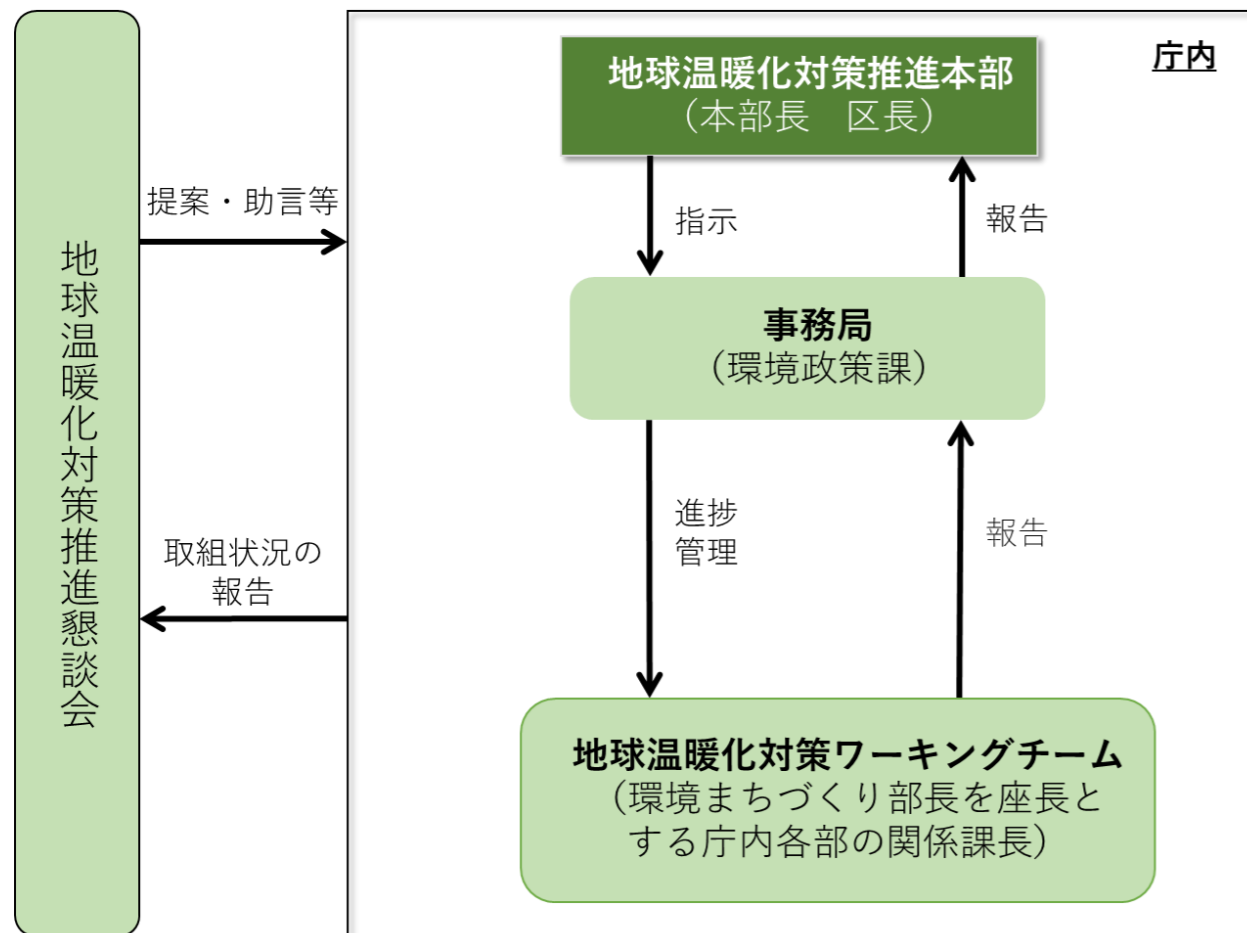 庁内
地球温暖化対策推進本部
（本部長　区長）
提案・助言等
指示
報告
地球温暖化対策推進懇談会
事務局
（環境政策課）
進捗
管理
報告
取組状況の
報告
地球温暖化対策ワーキングチーム
（環境まちづくり部長を座長と
する庁内各部の関係課長）